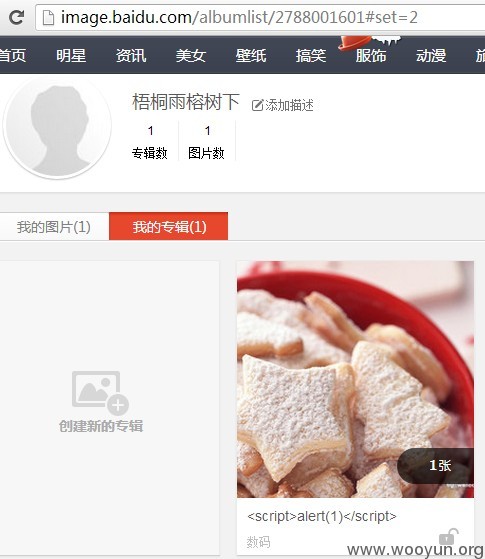 image.baidu.com/albumlist/2788001601#set=2
首页 明星 资讯 美女 壁纸 搞笑 服饰 动漫
梧桐雨榕树下 添加描述
1 1
专辑数 图片数
我的图片(1) 我的专辑(1)
创建新的专辑
1张
<script>alert(1)</script>
数码
www.wooyun.org